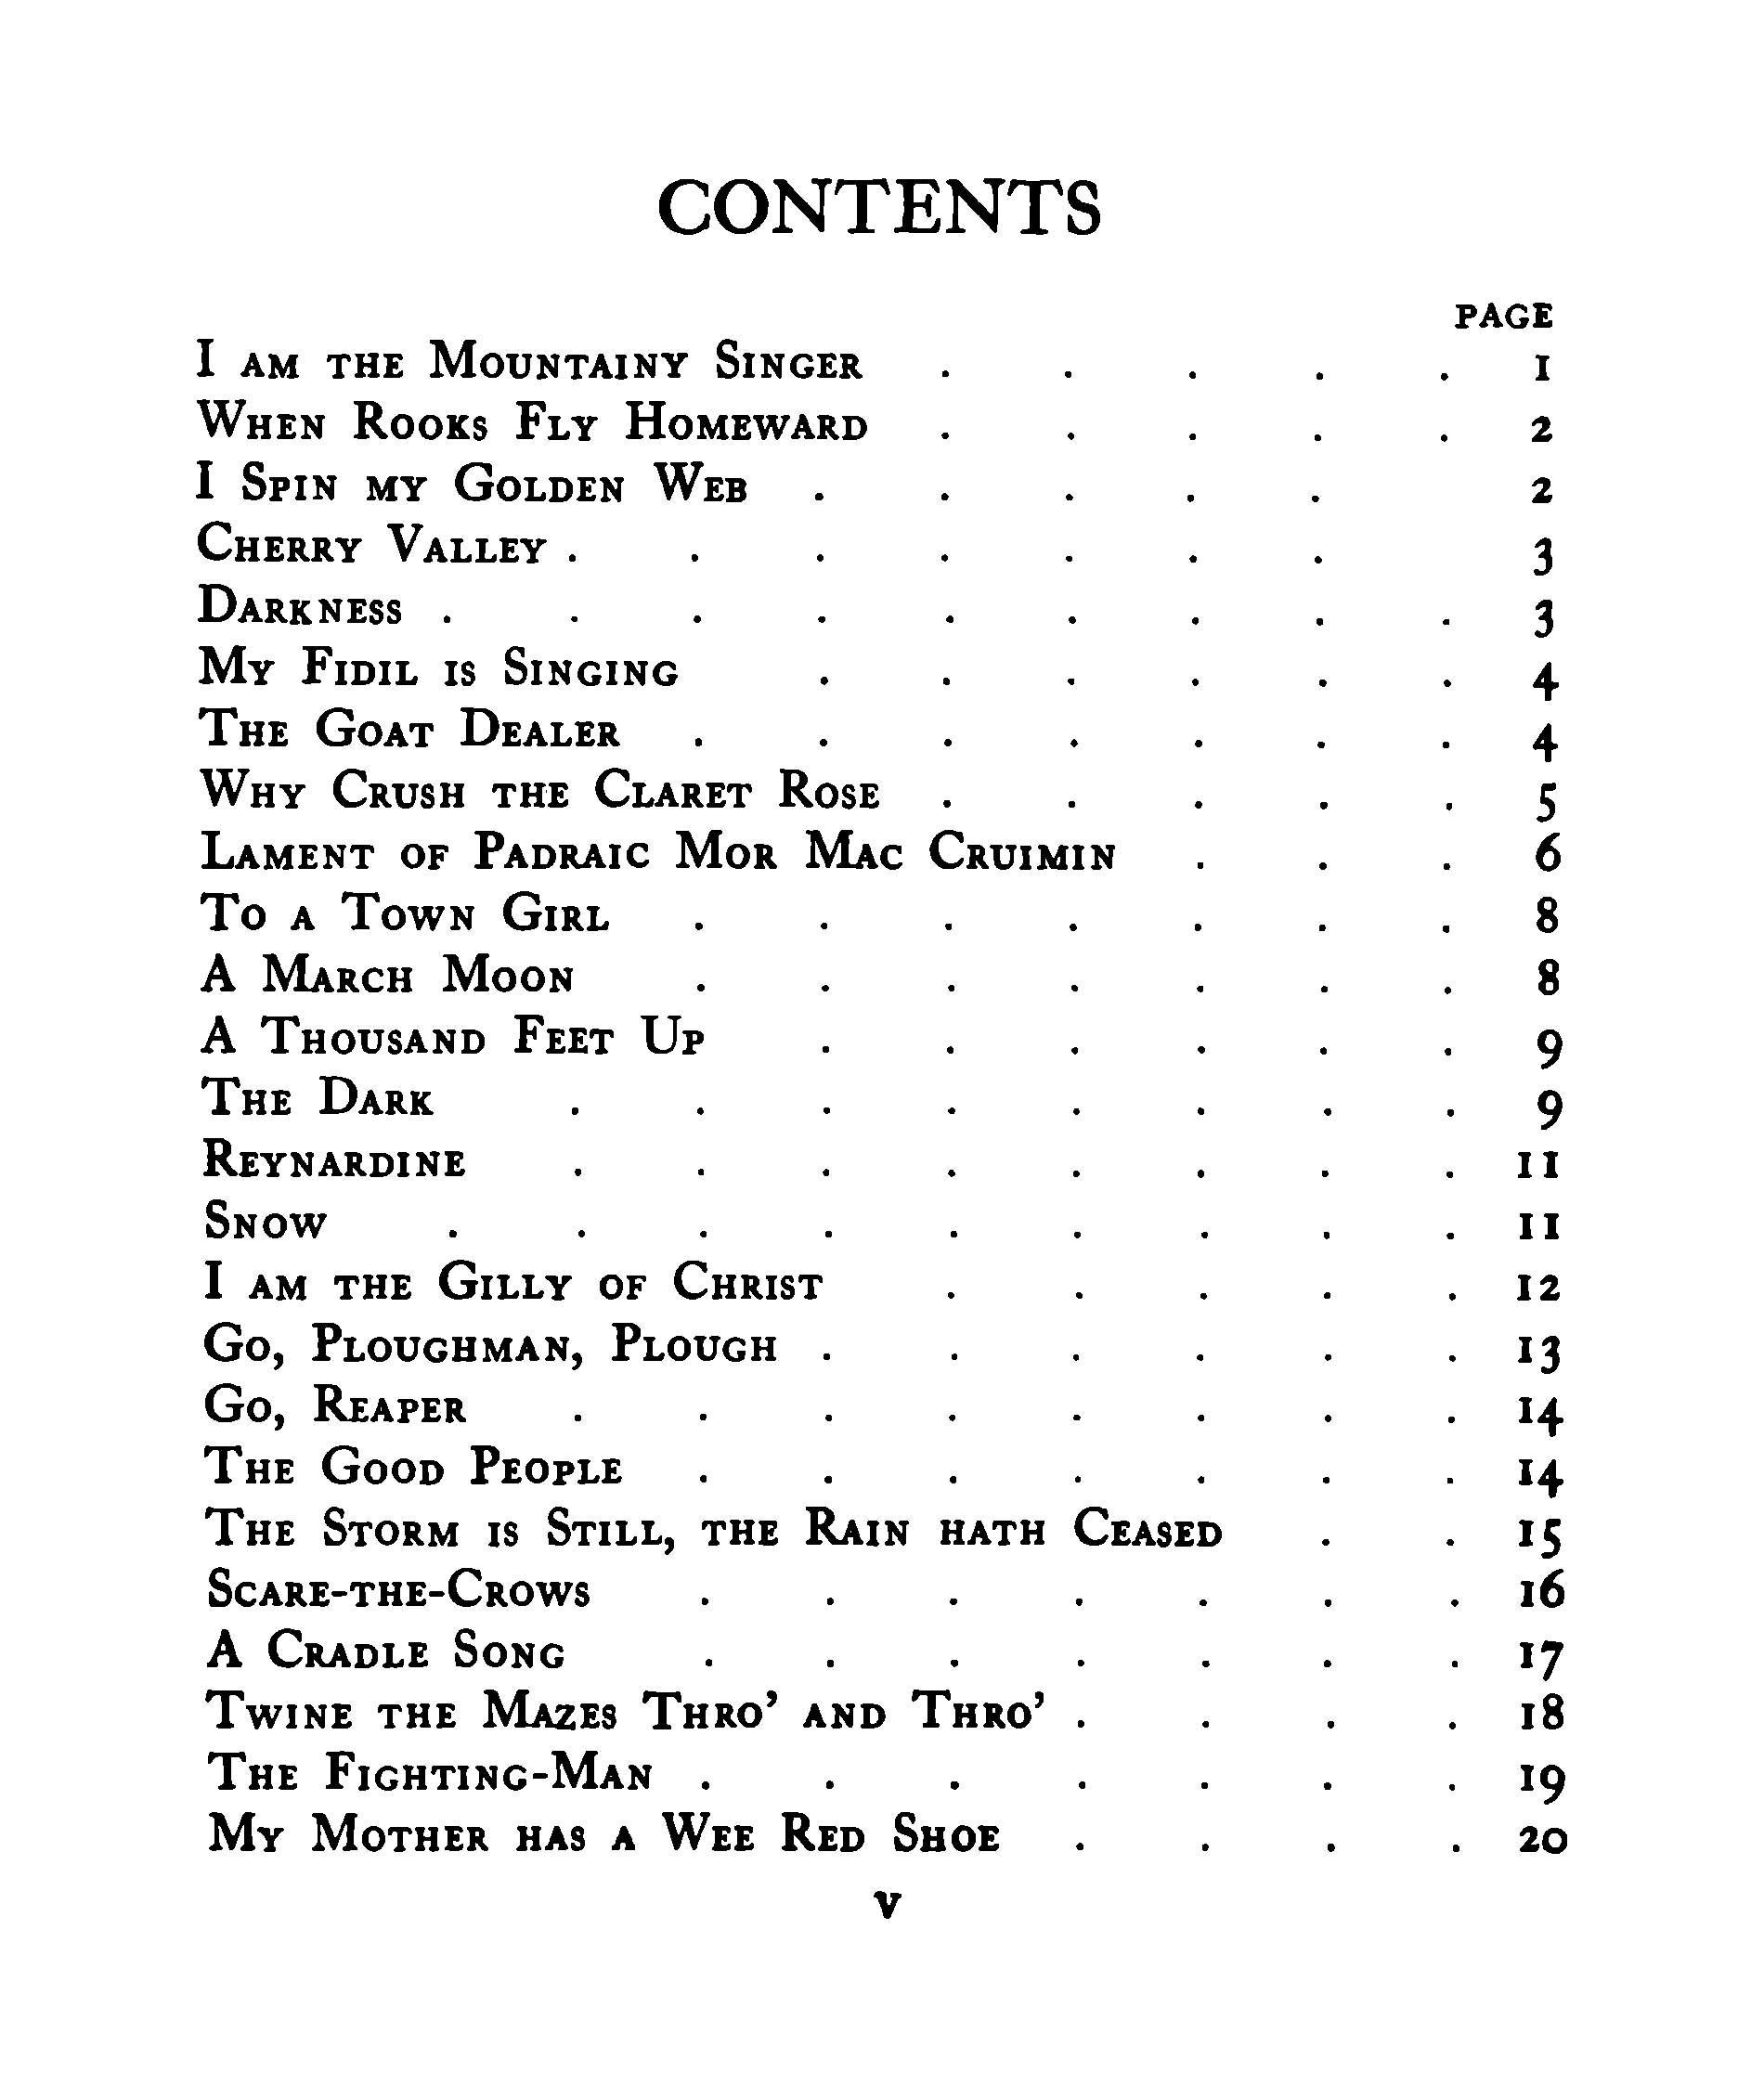 CONTENTS
PAGE
I am the Mountainy Singer . . . . . 1
When Rooks Fly Homeward . . . . . 2
I Spin my Golden Web . . . . . 2
Cherry Valley . . . . . . . 3
Darkness . . . . . . . . . 3
My Fidil is Singing . . . . . . 4
The Goat Dealer . . . . . . . 4
Why Crush the Claret Rose . . . . . 5
Lament of Padraic Mor Mac Cruimin . . . 6
To a Town Girl . . . . . . . 8
A March Moon . . . . . . . 8
A Thousand Feet Up . . . . . . 9
The Dark . . . . . . . . 9
Reynardine . . . . . . . . 11
Snow . . . . . . . . . 11
I am the Gilly of Christ . . . . . 12
Go, Ploughman, Plough . . . . . . 13
Go, Reaper . . . . . . . . 14
The Good People . . . . . . . 14
The Storm is Still, the Rain hath Ceased . . 15
Scare-the-Crows . . . . . . . 16
A Cradle Song . . . . . . . 17
Twine the Mazes Thro' and Thro' . . . . 18
The Fighting-Man . . . . . . . 19
My Mother has a Wee Red Shoe . . . . 20
v